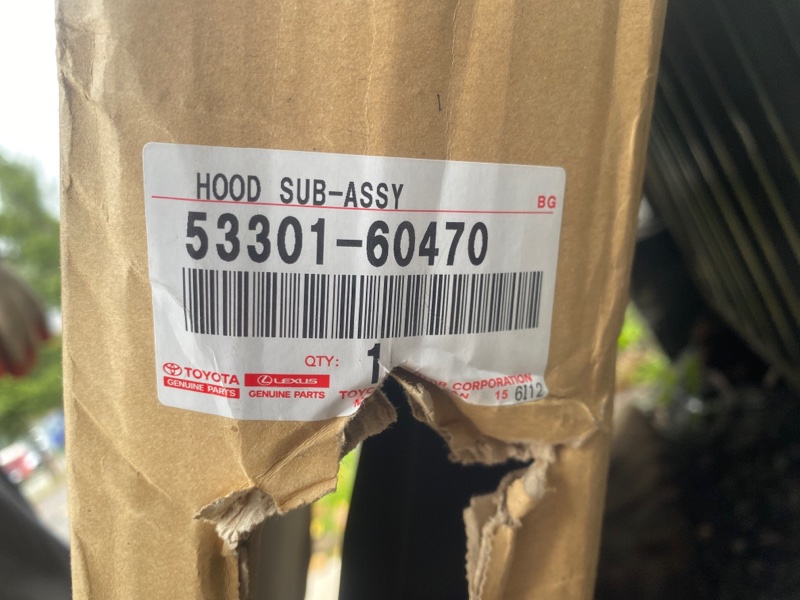 HOOD SUB-ASSY
BG
53301-60470
QTY: 1
TOYOTA
GENUINE PARTS
LEXUS
GENUINE PARTS
CORPORATION
15 6112